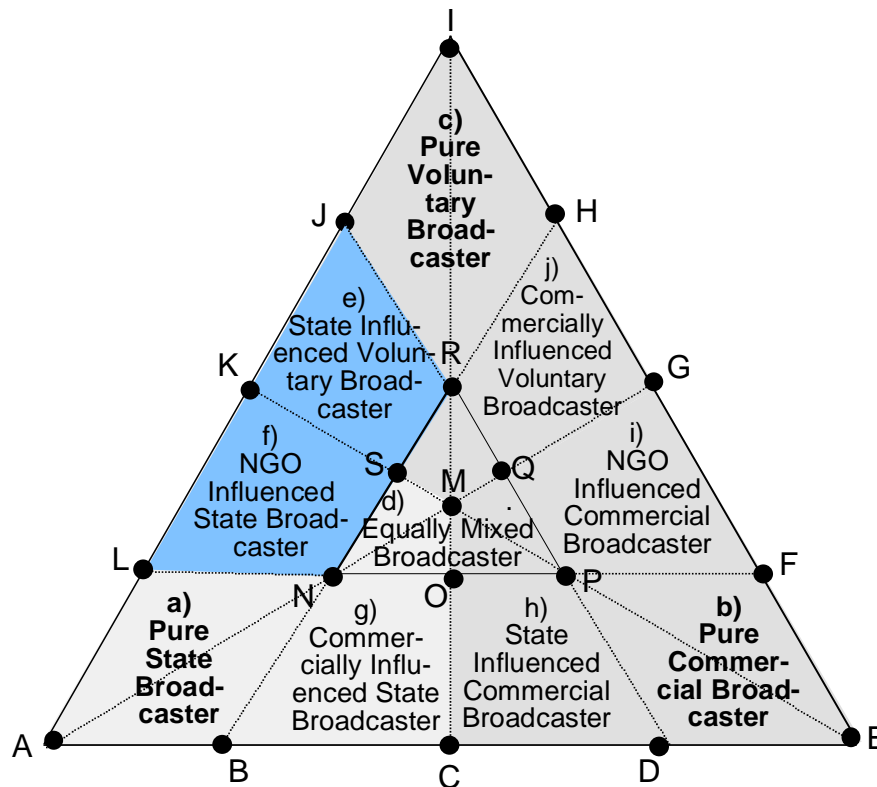 I
c)
Pure
Volun-
tary
Broad-
caster
J
H
j)
Com-
mercially
Influenced
Voluntary
Broadcaster
e)
State Influ-
enced Volun-
tary Broad-
caster
R
K
G
f)
NGO
Influenced
State Broad-
caster
i)
NGO
Influenced
Commercial
Broadcaster
S
Q
M
d)
Equally Mixed
Broadcaster
L
N
O
P
F
a)
Pure
State
Broad-
caster
g)
Commer-
cially Influ-
enced State
Broadcaster
h)
State
Influenced
Commercial
Broadcaster
b)
Pure
Commer-
cial Broad-
caster
A
B
C
D
E